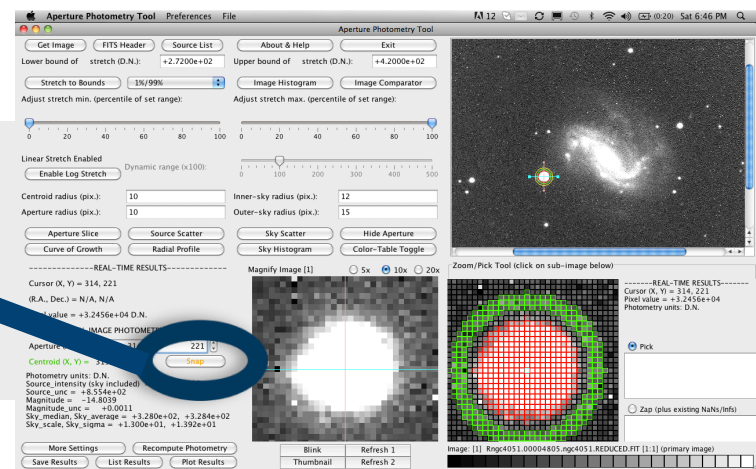 Aperture Photometry Tool Preferences File
12 (0:20) Sat 6:46 PM
Aperture Photometry Tool
Get Image FITS Header Source List About & Help Exit
Lower bound of stretch (D.N.): +2.7200e+02 Upper bound of stretch (D.N.): +4.2000e+02
Stretch to Bounds 1%/99% Image Histogram Image Comparator
Adjust stretch min. (percentile of set range): Adjust stretch max. (percentile of set range):
0 20 40 60 80 100 0 20 40 60 80 100
Linear Stretch Enabled
Enable Log Stretch Dynamic range (x100):
0 100 200 300 400 500
Centroid radius (pix.): 10 Inner-sky radius (pix.): 12
Aperture radius (pix.): 10 Outer-sky radius (pix.): 15
Aperture Slice Source Scatter Sky Scatter Hide Aperture
Curve of Growth Radial Profile Sky Histogram Color-Table Toggle
--------------REAL-TIME RESULTS--------------
Cursor (X, Y) = 314, 221
(R.A., Dec.) = N/A, N/A
value = +3.2456e+04 D.N.
IMAGE PHOTOMETR
Aperture 221
Centroid (X, Y) = Snap
Photometry units: D.N.
Source_intensity (sky included)
Source_unc = +8.554e+02
Magnitude = -14.8039
Magnitude_unc = +0.0011
Sky_median, Sky_average = +3.280e+02, +3.284e+02
Sky_scale, Sky_sigma = +1.300e+01, +1.392e+01
More Settings Recompute Photometry
Save Results List Results Plot Results
Magnify Image [1] 5x 10x 20x
Blink Refresh 1
Thumbnail Refresh 2
Zoom/Pick Tool (click on sub-image below)
-------REAL-TIME RESULTS-------
Cursor (X, Y) = 314, 221
Pixel value = +3.2456e+04
Photometry units: D.N.
Pick
Zap (plus existing NaNs/Infs)
Image: [1] Rngc4051.00004805.ngc4051.REDUCED.FIT [1:1] (primary image)